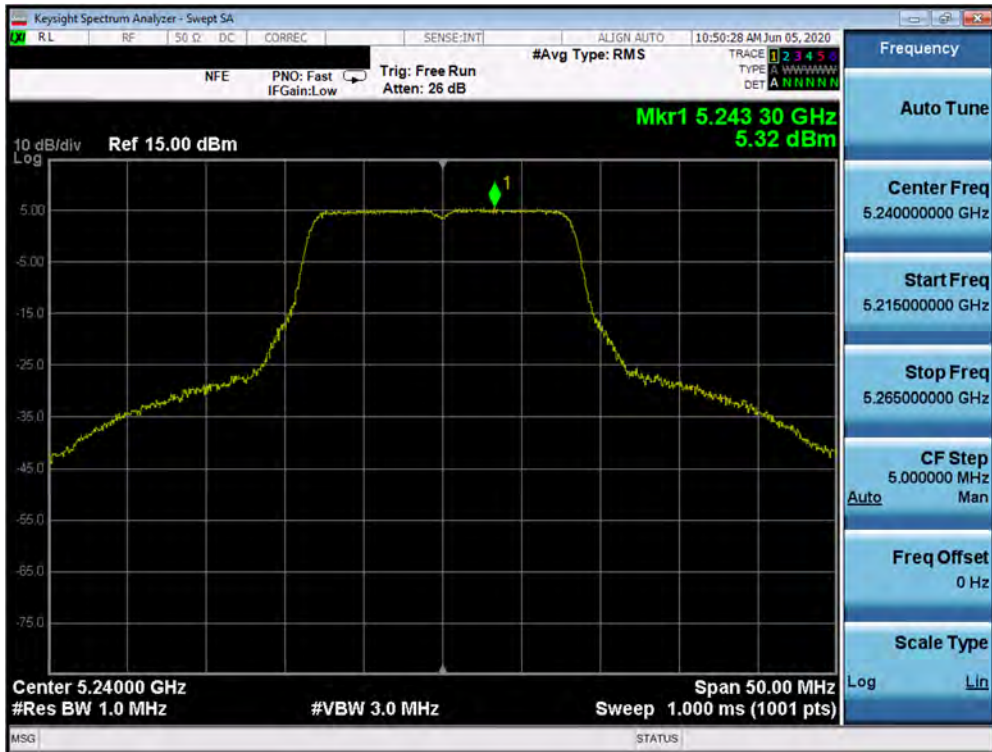 Keysight Spectrum Analyzer - Swept SA
LXI RL RF 50 Ω DC CORREC SENSE:INT ALIGN AUTO 10:50:28 AM Jun 05, 2020
#Avg Type: RMS TRACE 1 2 3 4 5 6
NFE PNO: Fast Trig: Free Run TYPE A WWWWW
IFGain:Low Atten: 26 dB DET A N N N N N
Mkr1 5.243 30 GHz
5.32 dBm
10 dB/div Ref 15.00 dBm
Log
1
5.00
-5.00
-15.0
-25.0
-35.0
-45.0
-55.0
-65.0
-75.0
Center 5.24000 GHz Span 50.00 MHz
#Res BW 1.0 MHz #VBW 3.0 MHz Sweep 1.000 ms (1001 pts)
MSG STATUS
Frequency
Auto Tune
Center Freq
5.240000000 GHz
Start Freq
5.215000000 GHz
Stop Freq
5.265000000 GHz
CF Step
5.000000 MHz
Auto Man
Freq Offset
0 Hz
Scale Type
Log Lin